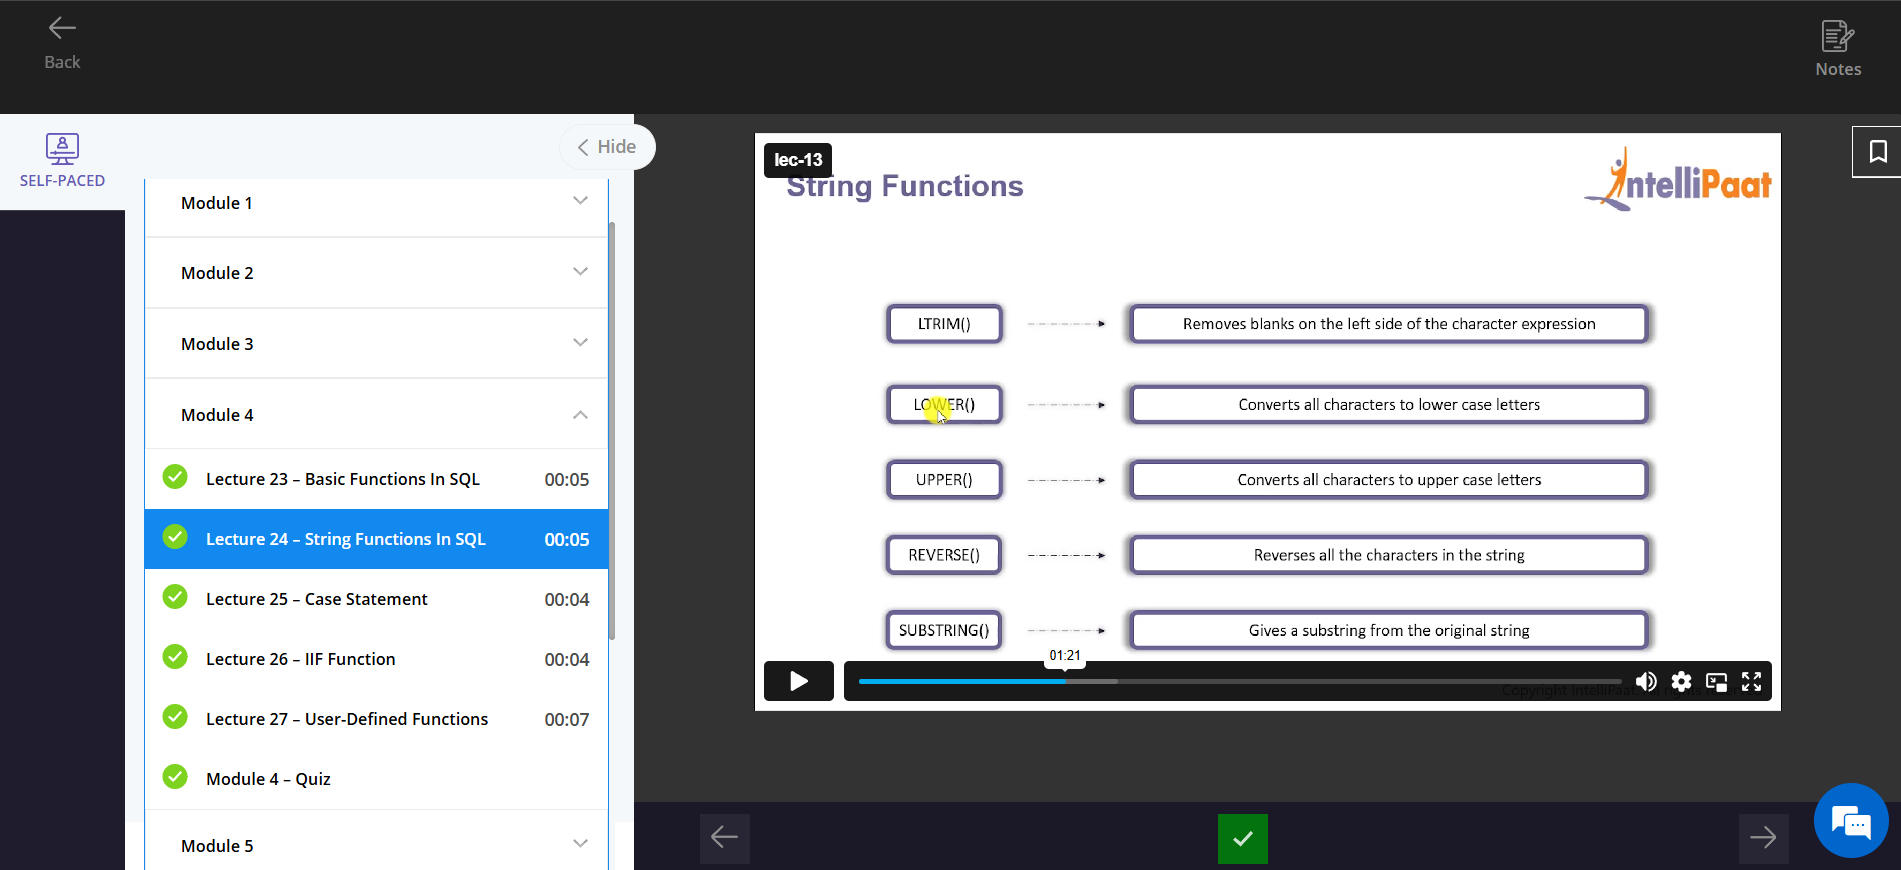 Back
Notes
SELF-PACED
Hide
Module 1
Module 2
Module 3
Module 4
Lecture 23 – Basic Functions In SQL 00:05
Lecture 24 – String Functions In SQL 00:05
Lecture 25 – Case Statement 00:04
Lecture 26 – IIF Function 00:04
Lecture 27 – User-Defined Functions 00:07
Module 4 – Quiz
Module 5
lec-13
String Functions
IntelliPaat
LTRIM() Removes blanks on the left side of the character expression
LOWER() Converts all characters to lower case letters
UPPER() Converts all characters to upper case letters
REVERSE() Reverses all the characters in the string
SUBSTRING() Gives a substring from the original string
01:21
Copyright IntelliPaat